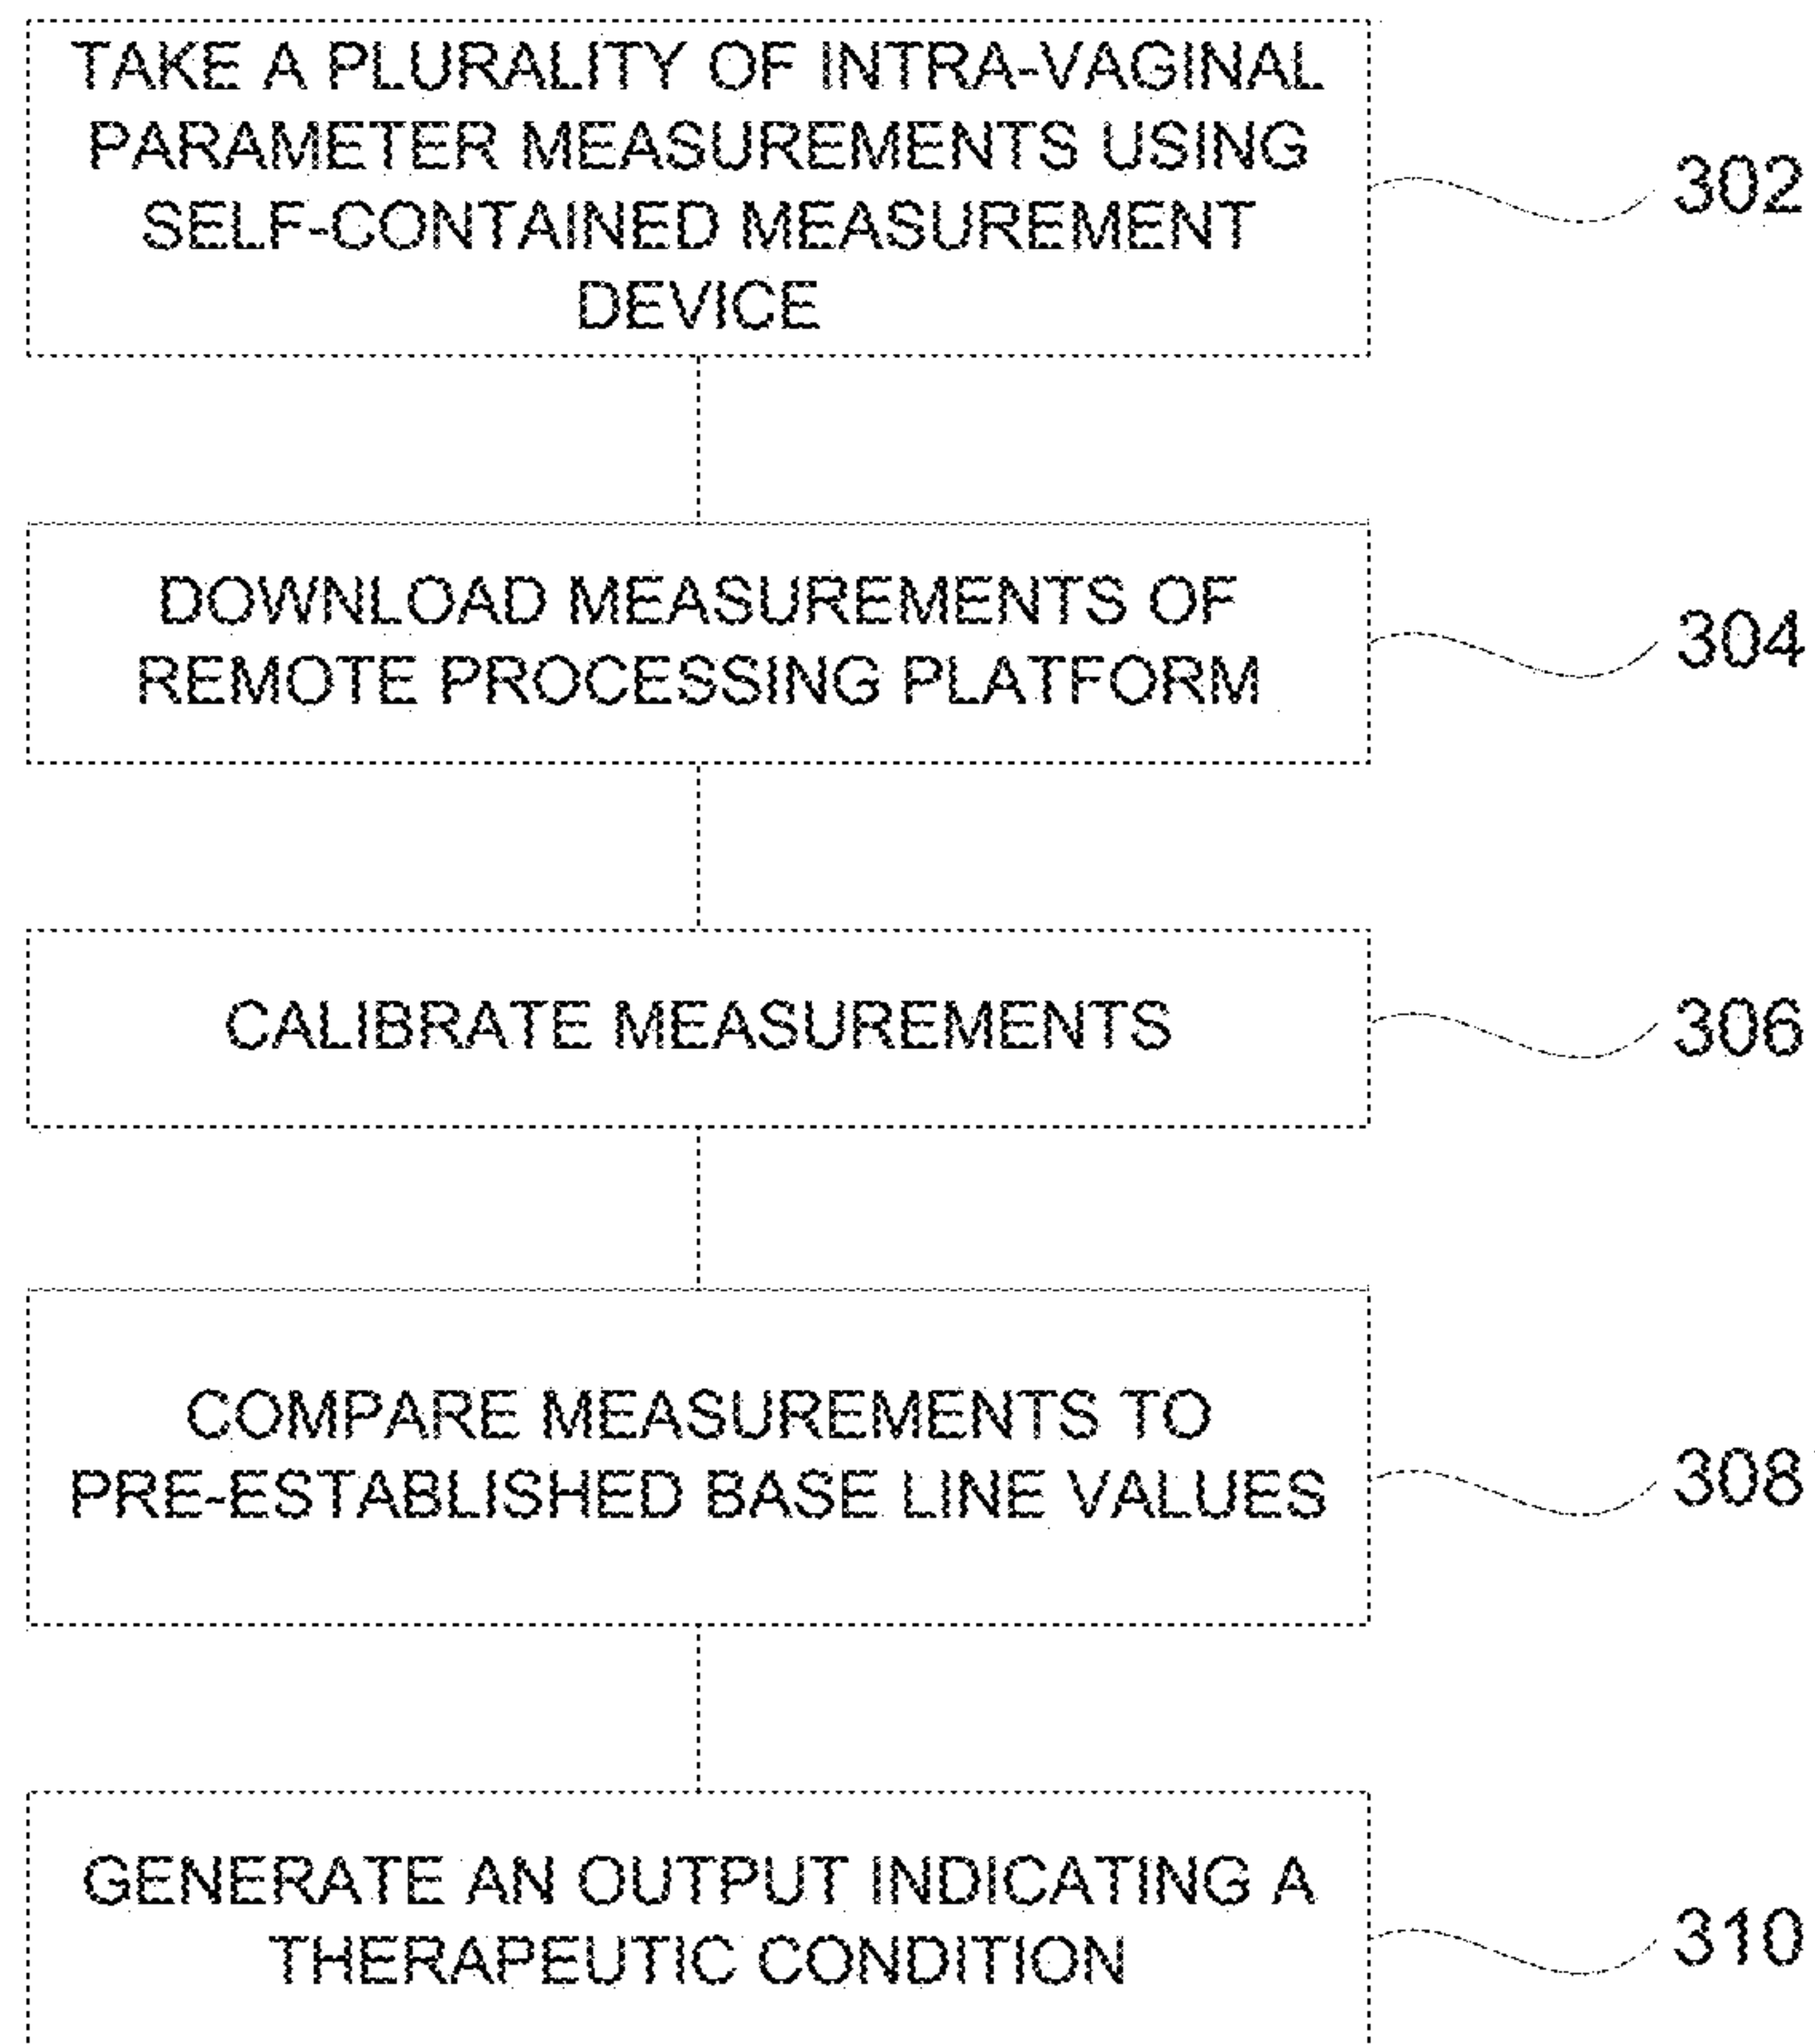 TAKE A PLURALITY OF INTRA-VAGINAL
PARAMETER MEASUREMENTS USING
SELF-CONTAINED MEASUREMENT
DEVICE
302
DOWNLOAD MEASUREMENTS OF
REMOTE PROCESSING PLATFORM
304
CALIBRATE MEASUREMENTS
306
COMPARE MEASUREMENTS TO
PRE-ESTABLISHED BASE LINE VALUES
308
GENERATE AN OUTPUT INDICATING A
THERAPEUTIC CONDITION
310